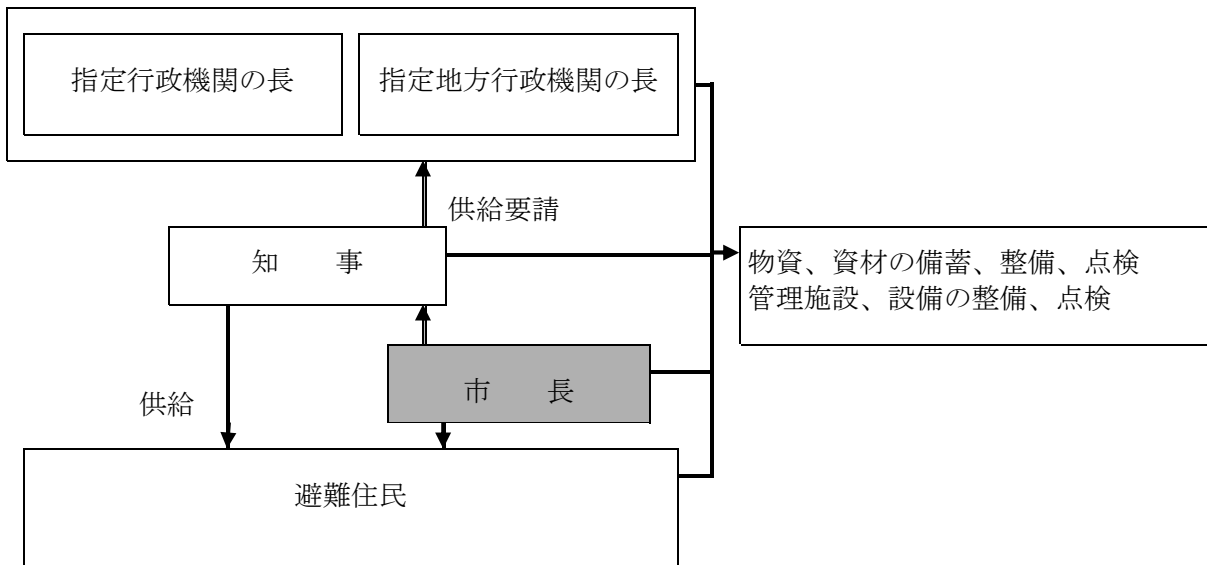 指定行政機関の長
指定地方行政機関の長
供給要請
知　事
物資、資材の備蓄、整備、点検
管理施設、設備の整備、点検
市　長
供給
避難住民